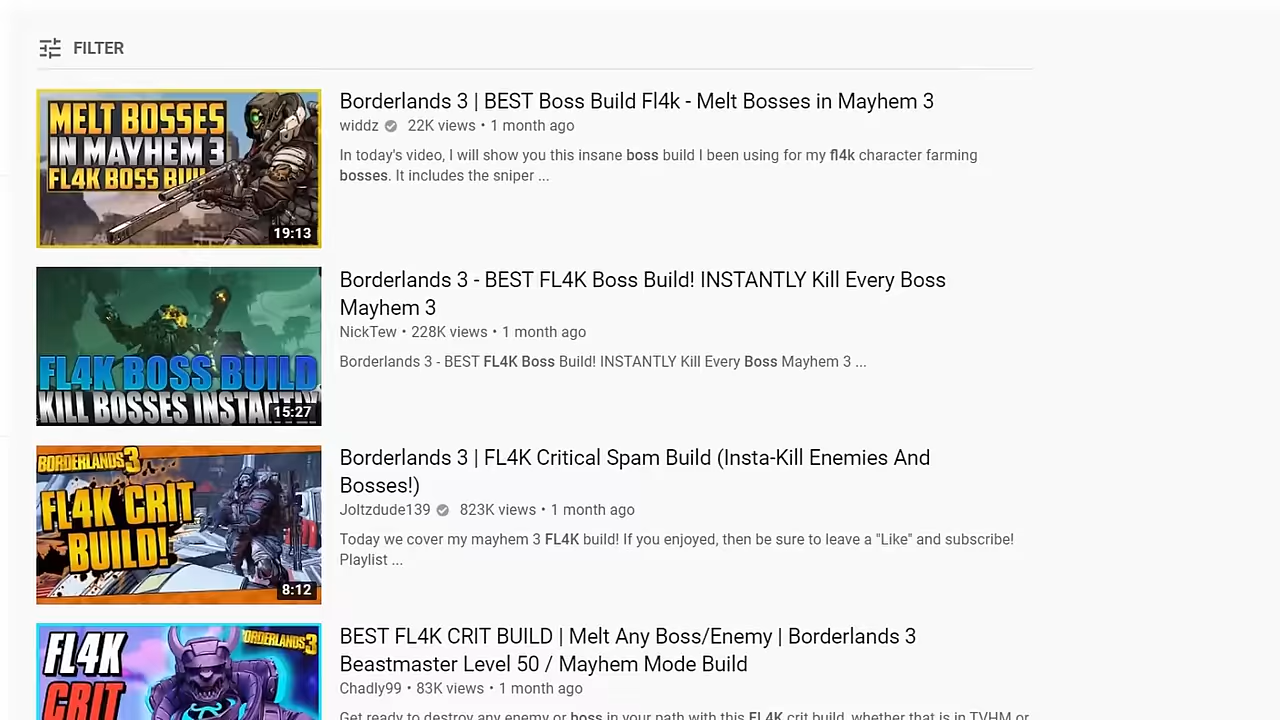 FILTER
MELT BOSSES
IN MAYHEM 3
FL4K BOSS
19:13
Borderlands 3 | BEST Boss Build Fl4k - Melt Bosses in Mayhem 3
widdz 22K views • 1 month ago
In today's video, I will show you this insane boss build I been using for my fl4k character farming
bosses. It includes the sniper ...
FL4K BOSS BUILD
KILL BOSSES
15:27
Borderlands 3 - BEST FL4K Boss Build! INSTANTLY Kill Every Boss
Mayhem 3
NickTew • 228K views • 1 month ago
Borderlands 3 - BEST FL4K Boss Build! INSTANTLY Kill Every Boss Mayhem 3 ...
BORDERLANDS 3
FL4K CRIT
BUILD!
8:12
Borderlands 3 | FL4K Critical Spam Build (Insta-Kill Enemies And
Bosses!)
Joltzdude139 823K views • 1 month ago
Today we cover my mayhem 3 FL4K build! If you enjoyed, then be sure to leave a "Like" and subscribe!
Playlist ...
FL4K
BORDERLANDS 3
CRIT
BEST FL4K CRIT BUILD | Melt Any Boss/Enemy | Borderlands 3
Beastmaster Level 50 / Mayhem Mode Build
Chadly99 • 83K views • 1 month ago
Get ready to destroy any enemy or boss in your path with this FL4K crit build, whether that is in TVHM or